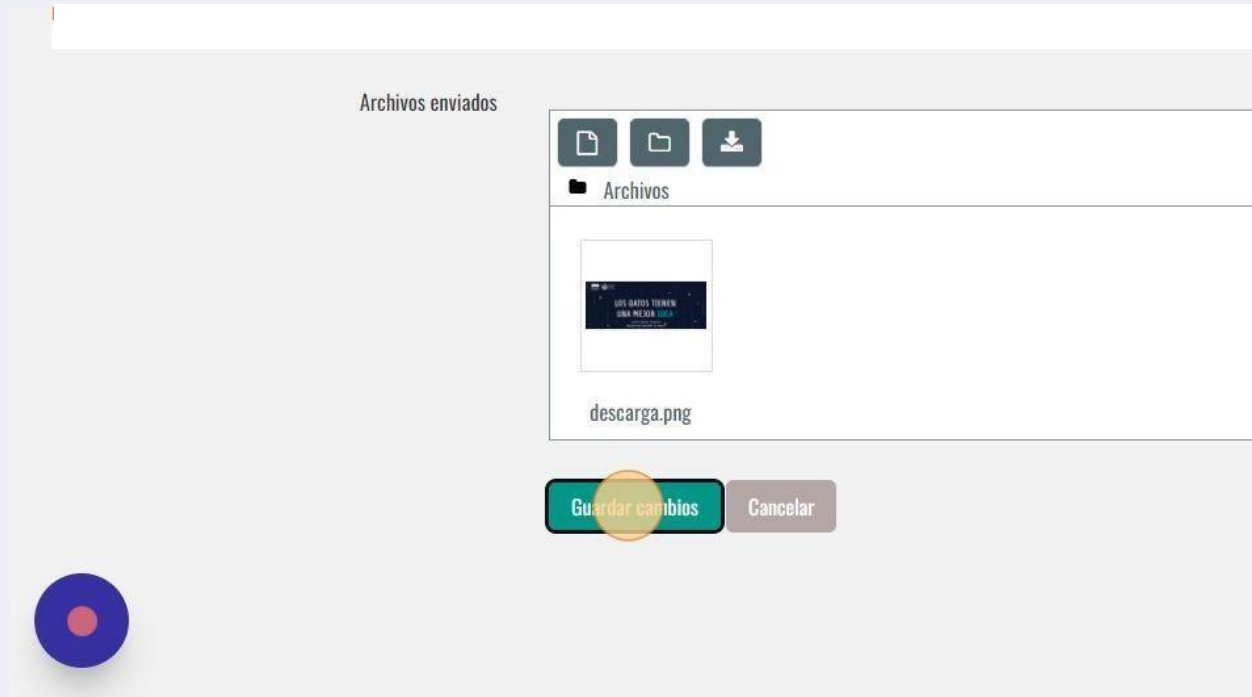 Archivos enviados
Archivos
LOS DATOS TIENEN
UNA MEJOR IDEA
descarga.png
Guardar cambios
Cancelar